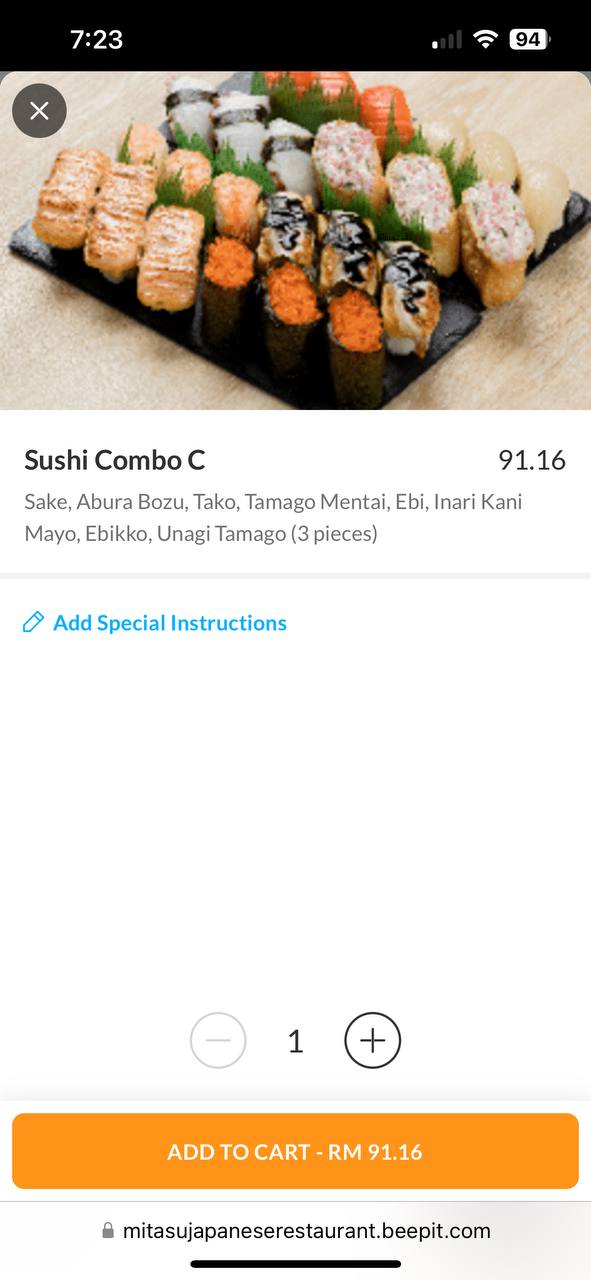 7:23
94
Sushi Combo C
91.16
Sake, Abura Bozu, Tako, Tamago Mentai, Ebi, Inari Kani
Mayo, Ebikko, Unagi Tamago (3 pieces)
Add Special Instructions
1
ADD TO CART - RM 91.16
mitasujapaneserestaurant.beepit.com